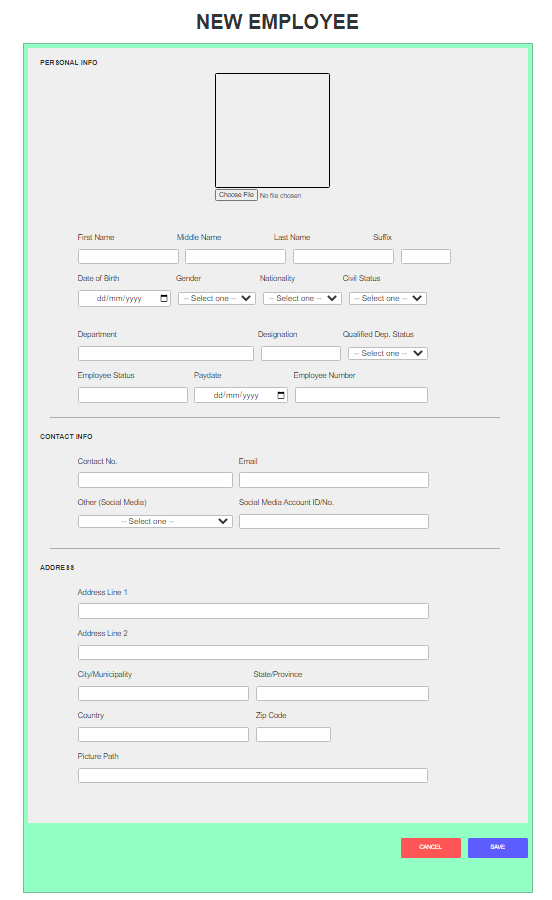 NEW EMPLOYEE
PERSONAL INFO
Choose File No file chosen
First Name Middle Name Last Name Suffix
Date of Birth Gender Nationality Civil Status
dd/mm/yyyy -- Select one -- -- Select one -- -- Select one --
Department Designation Qualified Dep. Status
-- Select one --
Employee Status Paydate Employee Number
dd/mm/yyyy
CONTACT INFO
Contact No. Email
Other (Social Media) Social Media Account ID/No.
-- Select one --
ADDRESS
Address Line 1
Address Line 2
City/Municipality State/Province
Country Zip Code
Picture Path
CANCEL SAVE